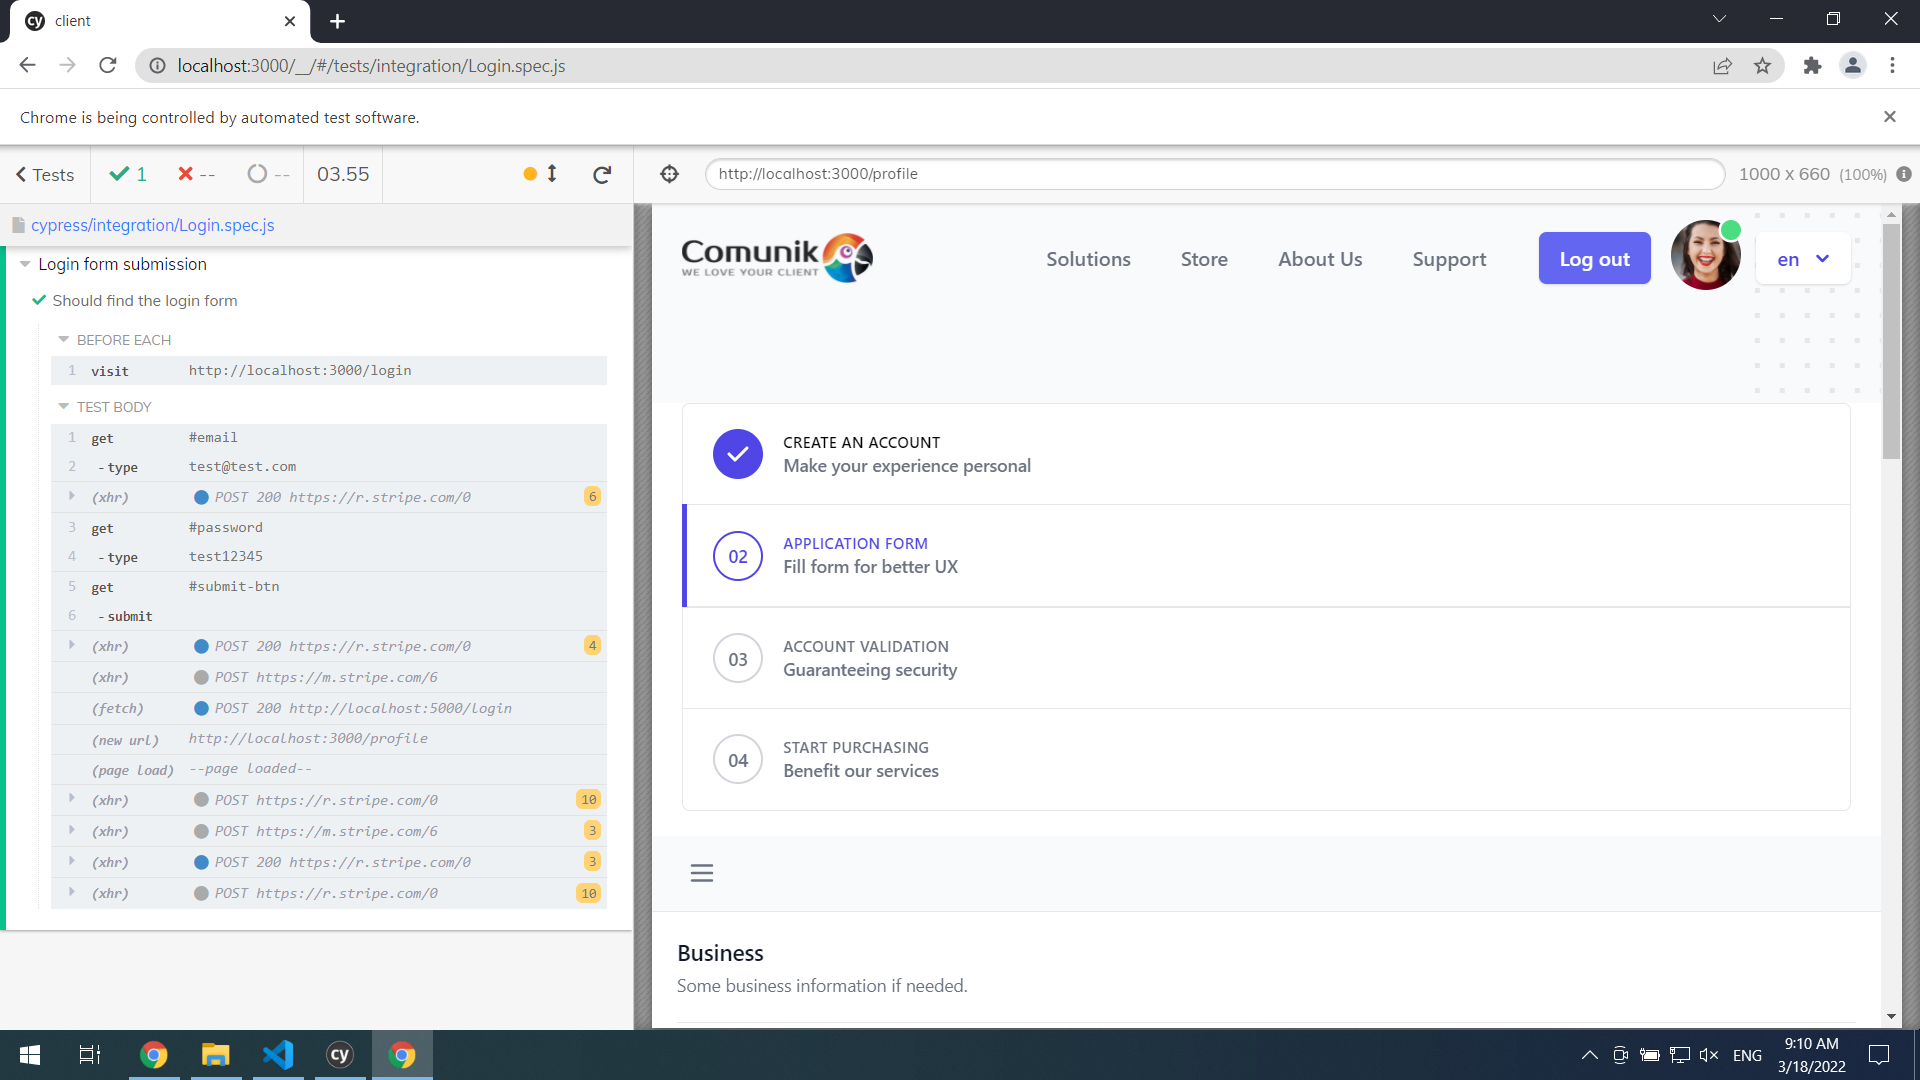 client
localhost:3000/__/#/tests/integration/Login.spec.js
Chrome is being controlled by automated test software.
Tests
1
--
--
03.55
http://localhost:3000/profile
1000 x 660 (100%)
cypress/integration/Login.spec.js
Login form submission
Should find the login form
BEFORE EACH
1 visit http://localhost:3000/login
TEST BODY
1 get #email
2 - type test@test.com
(xhr) POST 200 https://r.stripe.com/0 6
3 get #password
4 - type test12345
5 get #submit-btn
6 - submit
(xhr) POST 200 https://r.stripe.com/0 4
(xhr) POST https://m.stripe.com/6
(fetch) POST 200 http://localhost:5000/login
(new url) http://localhost:3000/profile
(page load) --page loaded--
(xhr) POST https://r.stripe.com/0 10
(xhr) POST https://m.stripe.com/6 3
(xhr) POST 200 https://r.stripe.com/0 3
(xhr) POST https://r.stripe.com/0 10
Comunik
WE LOVE YOUR CLIENT
Solutions
Store
About Us
Support
Log out
en
CREATE AN ACCOUNT
Make your experience personal
02
APPLICATION FORM
Fill form for better UX
03
ACCOUNT VALIDATION
Guaranteeing security
04
START PURCHASING
Benefit our services
Business
Some business information if needed.
cy
ENG
9:10 AM
3/18/2022